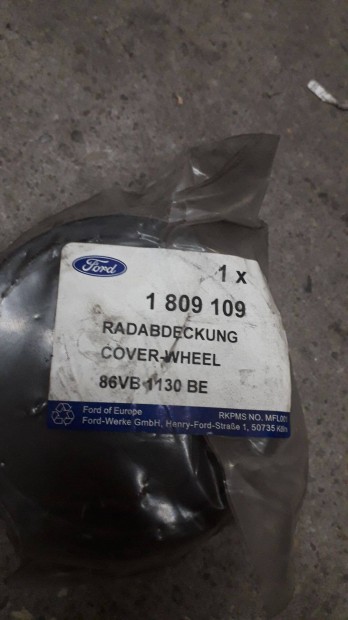 Ford
1 x
1 809 109
RADABDECKUNG
COVER-WHEEL
86VB 1130 BE
Ford of Europe
RKPMS NO.
Ford-Werke GmbH, Henry-Ford-Straße 1, 50735 Köln